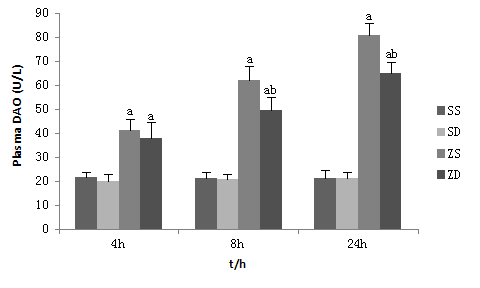 90
80
70
60
50
40
30
20
10
0
Plasma DAO (U/L)
a
a
a
ab
a
ab
4h
8h
24h
t/h
SS
SD
ZS
ZD